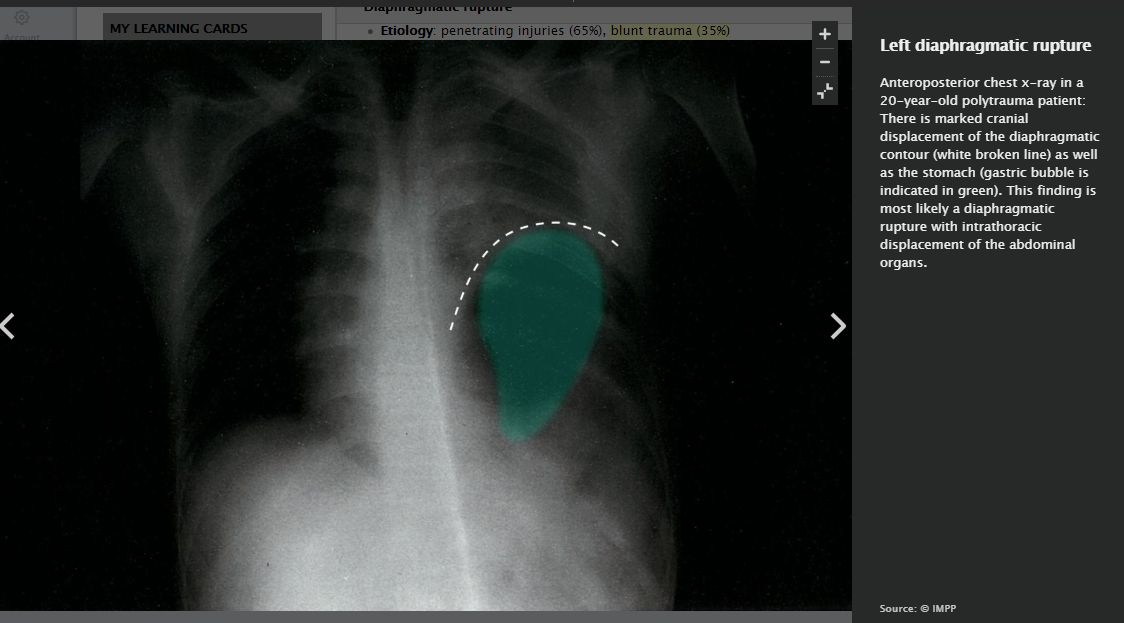 Diaphragmatic rupture
Account
MY LEARNING CARDS
Etiology: penetrating injuries (65%), blunt trauma (35%)
Left diaphragmatic rupture
Anteroposterior chest x-ray in a
20-year-old polytrauma patient:
There is marked cranial
displacement of the diaphragmatic
contour (white broken line) as well
as the stomach (gastric bubble is
indicated in green). This finding is
most likely a diaphragmatic
rupture with intrathoracic
displacement of the abdominal
organs.
Source: © IMPP